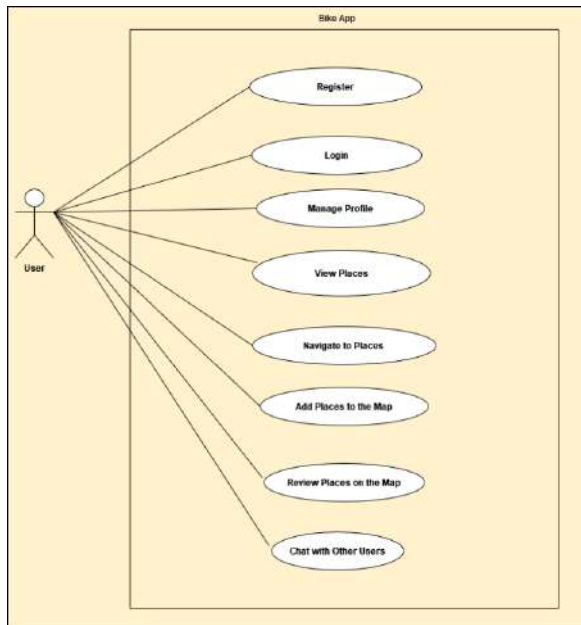 Bike App
Register
Login
Manage Profile
User
View Places
Navigate to Places
Add Places to the Map
Review Places on the Map
Chat with Other Users